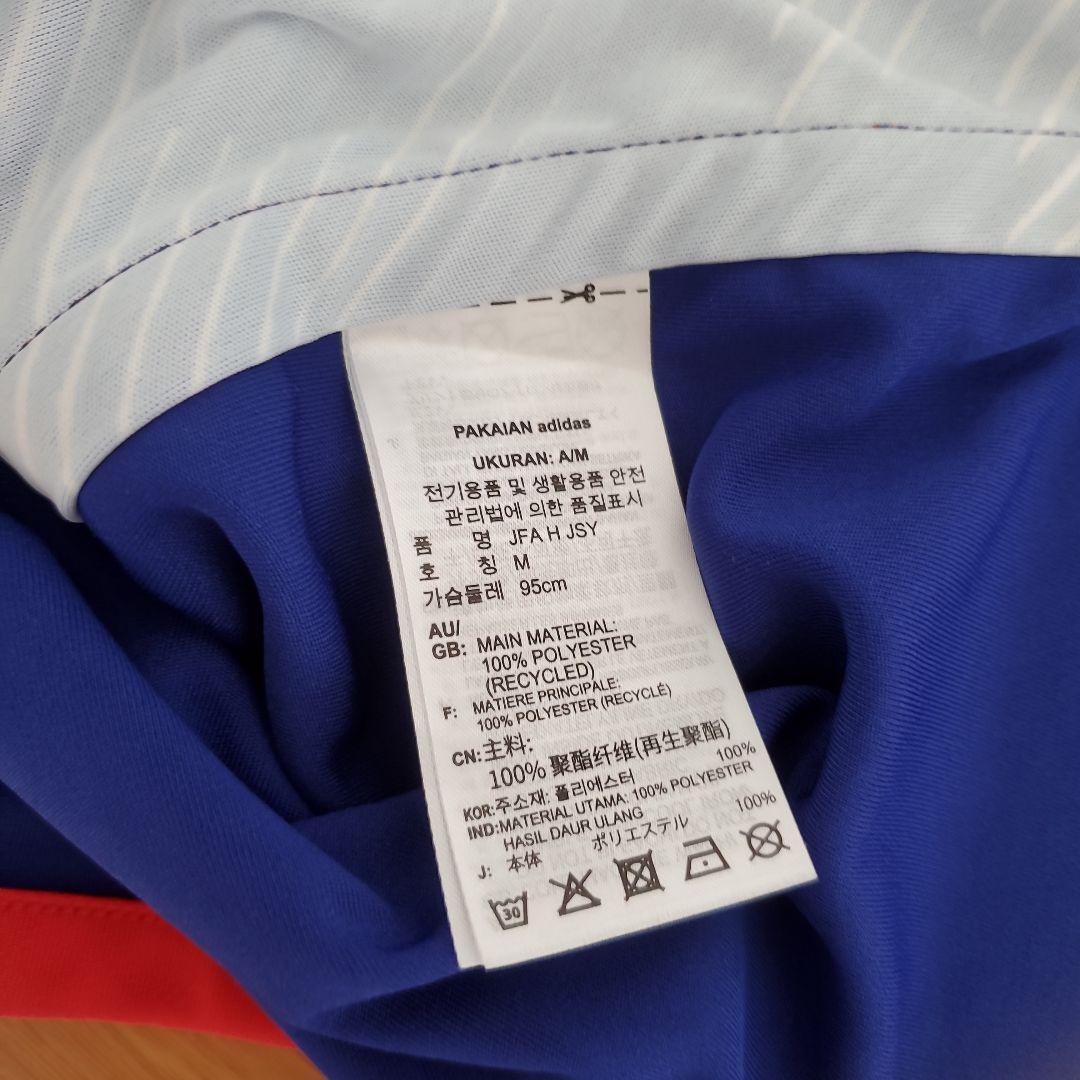 PAKAIAN adidas
UKURAN: A/M
전기용품 및 생활용품 안전
관리법에 의한 품질표시
품 명 JFA H JSY
호 칭 M
가슴둘레 95cm
AU/
GB: MAIN MATERIAL:
100% POLYESTER
(RECYCLED)
F: MATIERE PRINCIPALE:
100% POLYESTER (RECYCLÉ)
CN: 主料:
100% 聚酯纤维(再生聚酯)
KOR: 주소재: 폴리에스터 100%
IND: MATERIAL UTAMA: 100% POLYESTER
HASIL DAUR ULANG
J: 本体 ポリエステル 100%
30